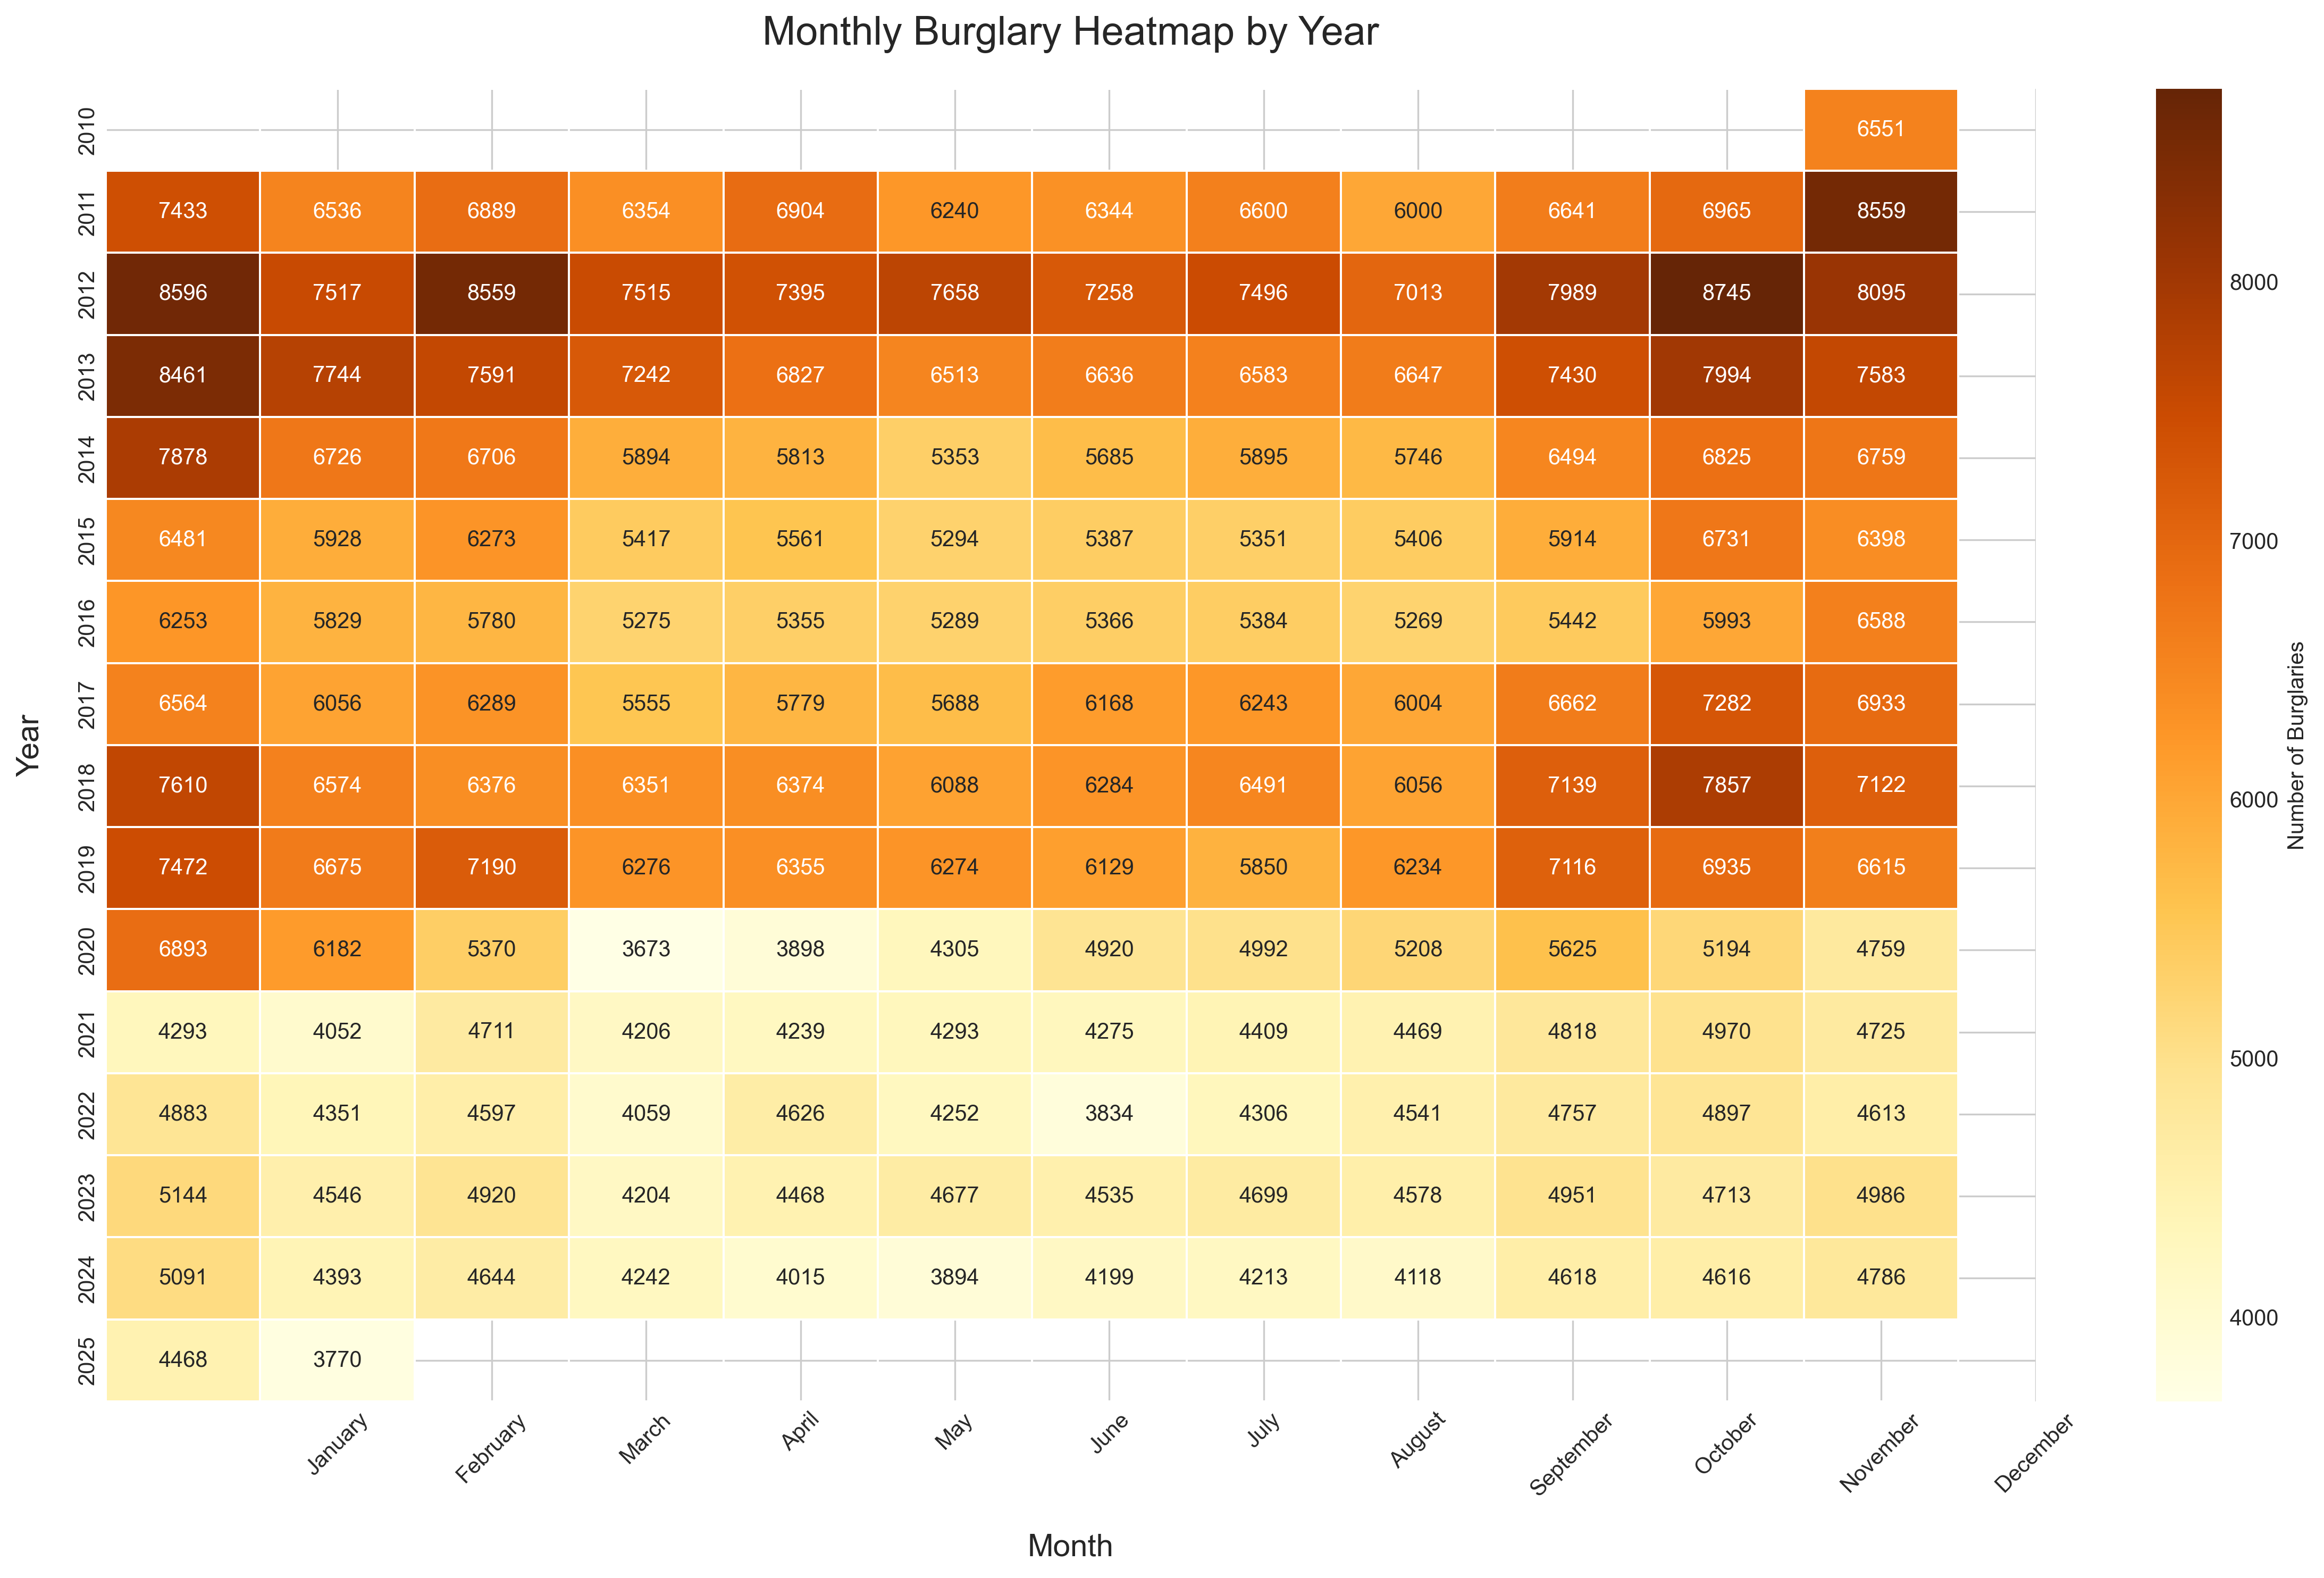 Monthly Burglary Heatmap by Year
2010 6551
2011 7433 6536 6889 6354 6904 6240 6344 6600 6000 6641 6965 8559
2012 8596 7517 8559 7515 7395 7658 7258 7496 7013 7989 8745 8095
2013 8461 7744 7591 7242 6827 6513 6636 6583 6647 7430 7994 7583
2014 7878 6726 6706 5894 5813 5353 5685 5895 5746 6494 6825 6759
2015 6481 5928 6273 5417 5561 5294 5387 5351 5406 5914 6731 6398
2016 6253 5829 5780 5275 5355 5289 5366 5384 5269 5442 5993 6588
2017 6564 6056 6289 5555 5779 5688 6168 6243 6004 6662 7282 6933
2018 7610 6574 6376 6351 6374 6088 6284 6491 6056 7139 7857 7122
2019 7472 6675 7190 6276 6355 6274 6129 5850 6234 7116 6935 6615
2020 6893 6182 5370 3673 3898 4305 4920 4992 5208 5625 5194 4759
2021 4293 4052 4711 4206 4239 4293 4275 4409 4469 4818 4970 4725
2022 4883 4351 4597 4059 4626 4252 3834 4306 4541 4757 4897 4613
2023 5144 4546 4920 4204 4468 4677 4535 4699 4578 4951 4713 4986
2024 5091 4393 4644 4242 4015 3894 4199 4213 4118 4618 4616 4786
2025 4468 3770
Year
January February March April May June July August September October November December
Month
8000
7000
6000
5000
4000
Number of Burglaries